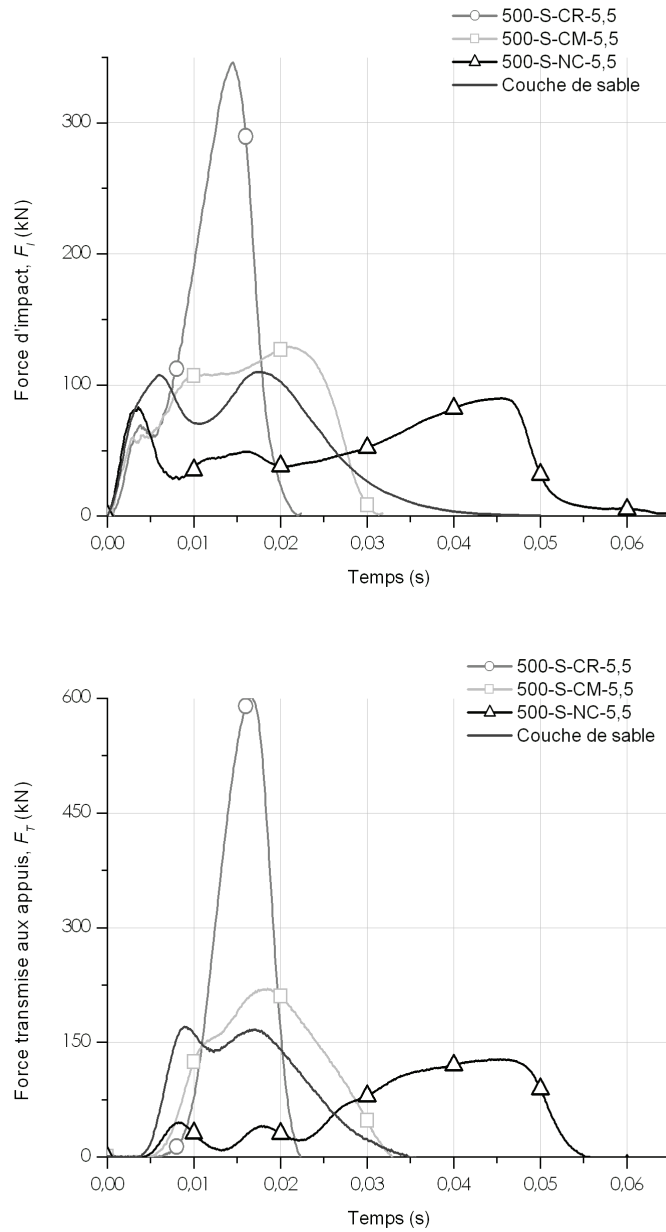 500-S-CR-5,5
500-S-CM-5,5
500-S-NC-5,5
Couche de sable
Force d'impact, F_I (kN)
300
200
100
0
0,00 0,01 0,02 0,03 0,04 0,05 0,06
Temps (s)
500-S-CR-5,5
500-S-CM-5,5
500-S-NC-5,5
Couche de sable
Force transmise aux appuis, F_T (kN)
600
450
300
150
0
0,00 0,01 0,02 0,03 0,04 0,05 0,06
Temps (s)